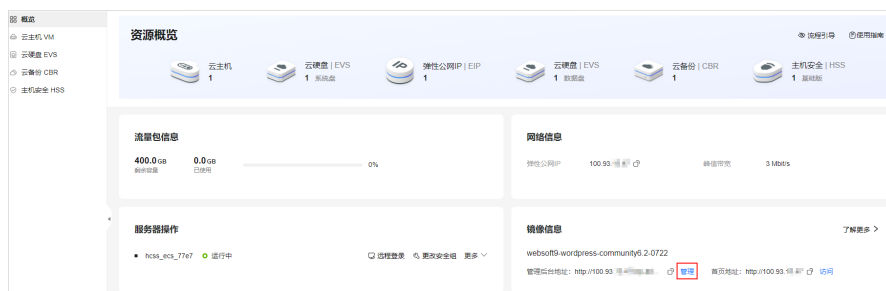 概览
云主机 VM
云硬盘 EVS
云备份 CBR
主机安全 HSS
资源概览
流程引导 使用指南
云主机
1
云硬盘 | EVS
1 系统盘
弹性公网IP | EIP
1
云硬盘 | EVS
1 数据盘
云备份 | CBR
1
主机安全 | HSS
1 基础版
流量包信息
400.0 GB
剩余容量
0.0 GB
已使用
0%
网络信息
弹性公网IP 100.93. 峰值带宽 3 Mbit/s
服务器操作
hcss_ecs_77e7 运行中 远程登录 更改安全组 更多
镜像信息 了解更多
websoft9-wordpress-community6.2-0722
管理后台地址: http://100.93. 管理 首页地址: http://100.93. 访问